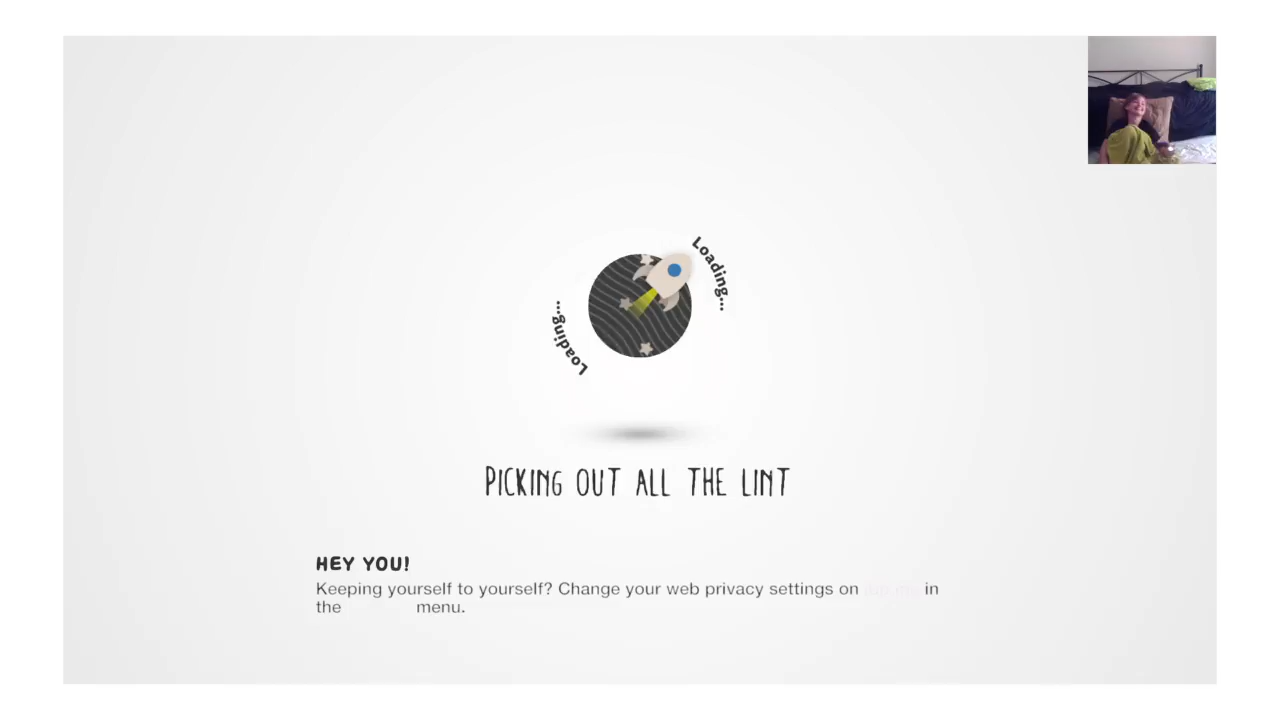 Loading...
Loading...
PICKING OUT ALL THE LINT
HEY YOU!
Keeping yourself to yourself? Change your web privacy settings on in
the menu.